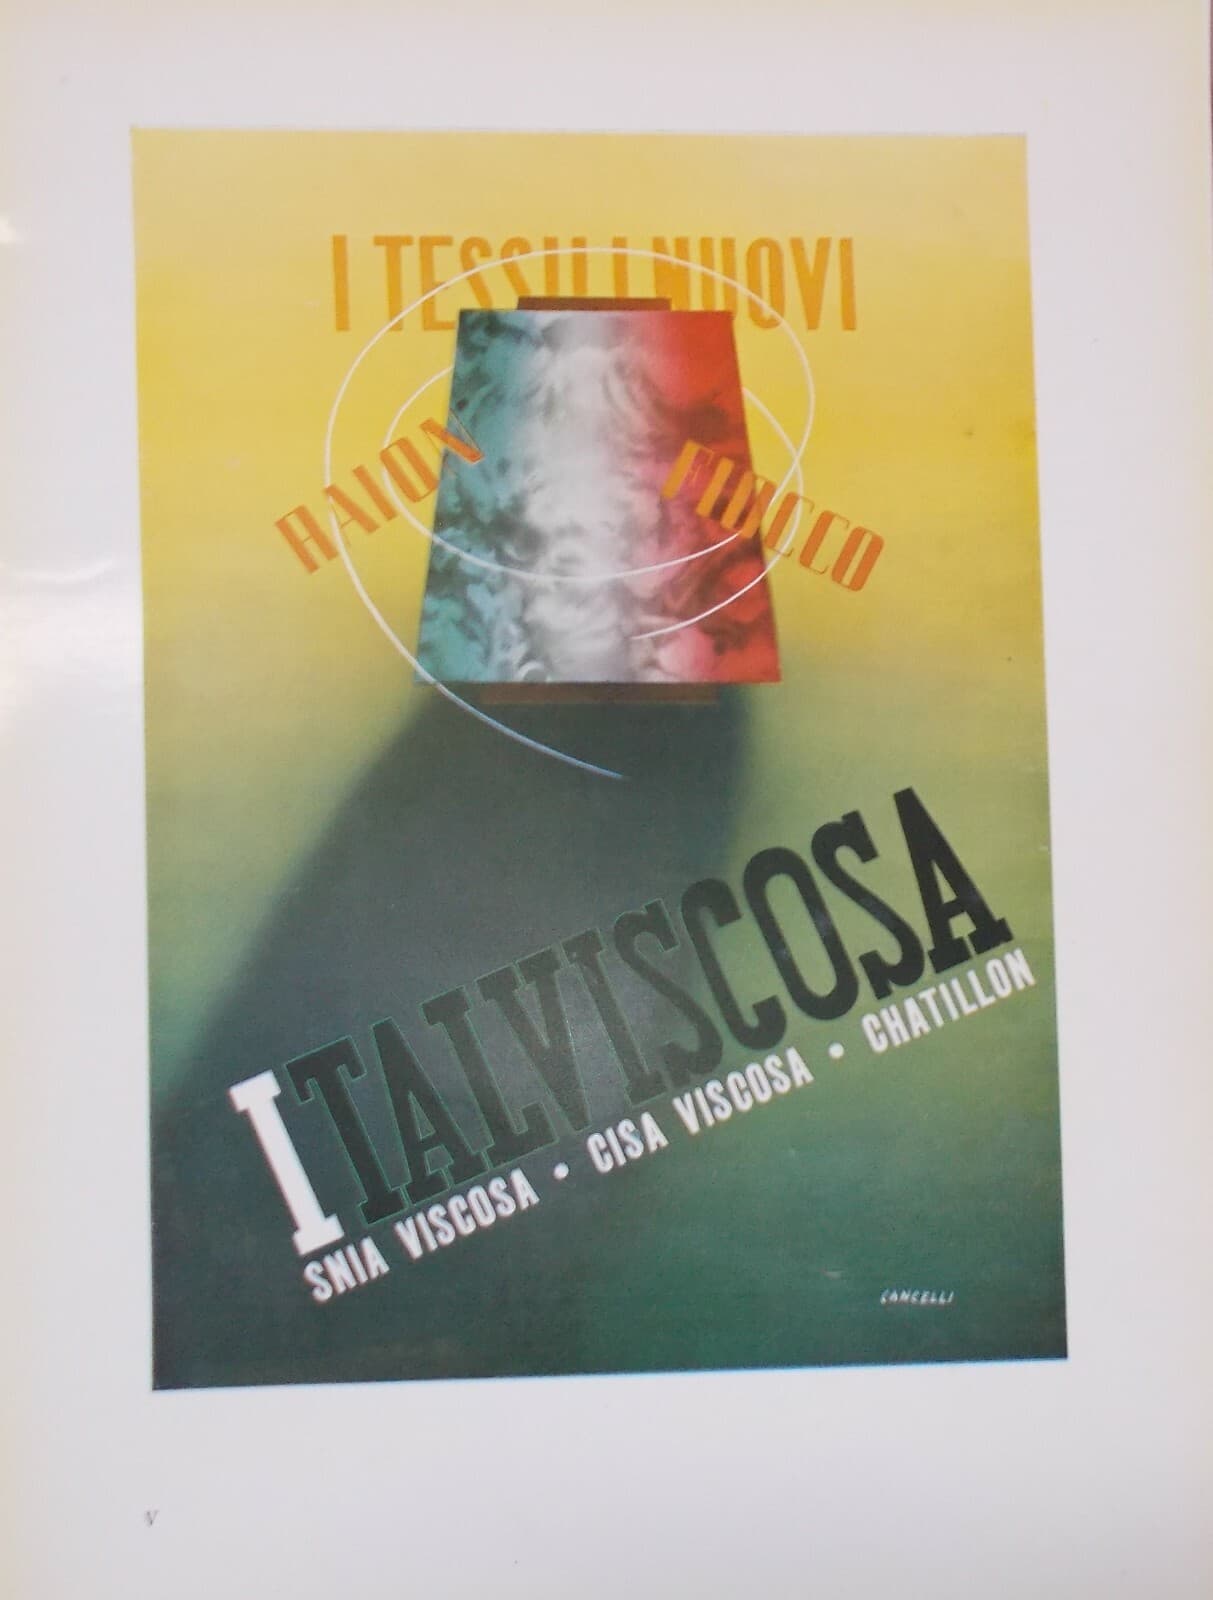 I TESSILI NUOVI
RAION
FIOCCO
ITALVISCOSA
SNIA VISCOSA • CISA VISCOSA • CHATILLON
CANCELLI
V